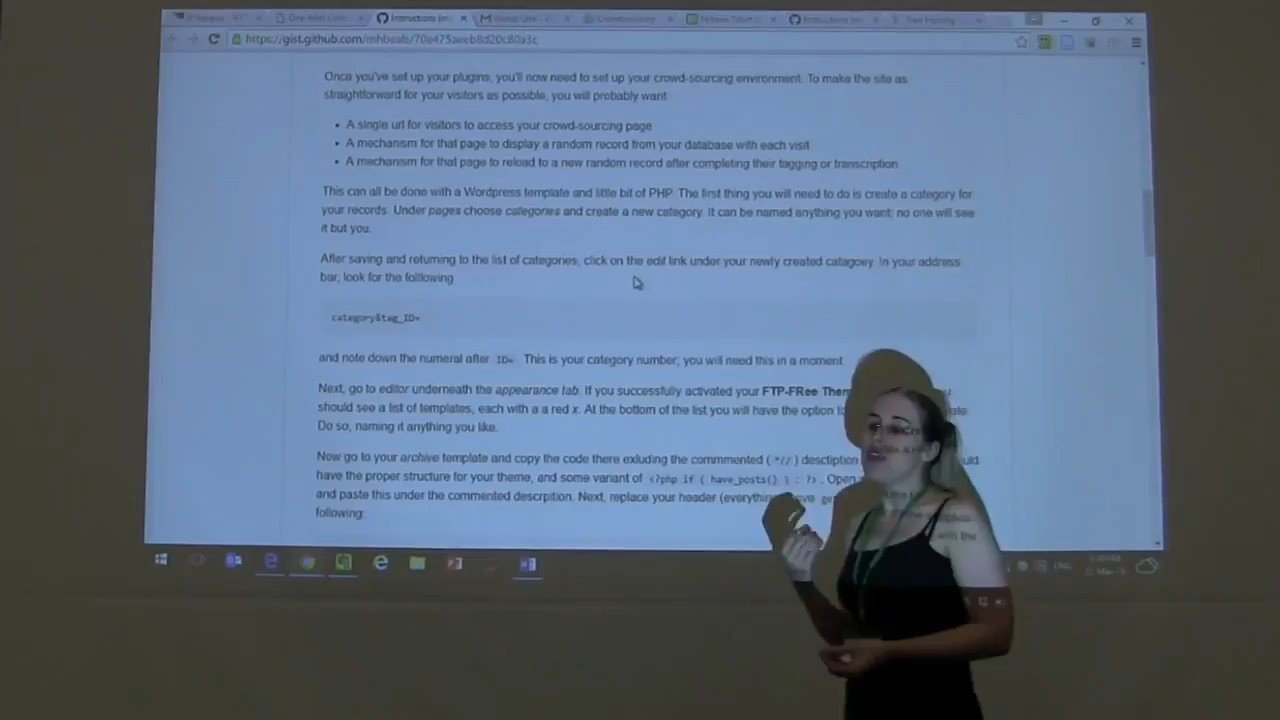 Instructions (m
https://gist.github.com/mhbeals/70e475aeeb8d20c80a3c
Once you've set up your plugins, you'll now need to set up your crowd-sourcing environment. To make the site as
straightforward for your visitors as possible, you will probably want:
• A single url for visitors to access your crowd-sourcing page
• A mechanism for that page to display a random record from your database with each visit
• A mechanism for that page to reload to a new random record after completing their tagging or transcription
This can all be done with a Wordpress template and little bit of PHP. The first thing you will need to do is create a category for
your records. Under pages choose categories and create a new category. It can be named anything you want; no one will see
it but you.
After saving and returning to the list of categories, click on the edit link under your newly created catagoey. In your address
bar, look for the folllowing
category&tag_ID=
and note down the numeral after ID=. This is your category number; you will need this in a moment
Next, go to editor underneath the appearance tab. If you successfully activated your FTP-FRee Them
should see a list of templates, each with a a red x. At the bottom of the list you will have the option
Do so, naming it anything you like.
Now go to your archive template and copy the code there exluding the commmented ( *// ) desctiption
have the proper structure for your theme, and some variant of <?php if ( have_posts() ) : ?>. Open
and paste this under the commented descrpition. Next, replace your header (everything
following: